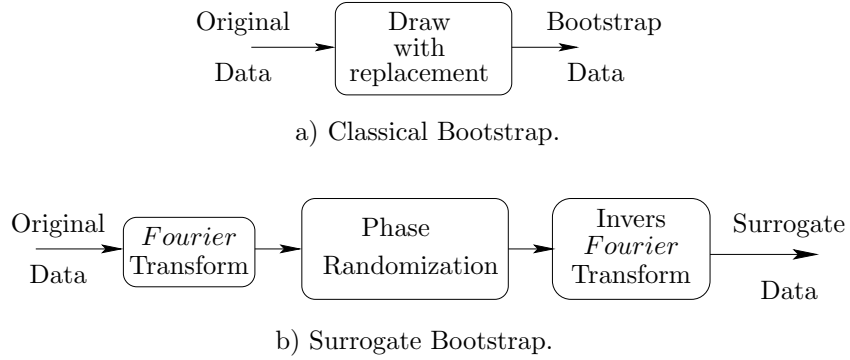 Original
Data
Draw
with
replacement
Bootstrap
Data
a) Classical Bootstrap.
Original
Data
Fourier
Transform
Phase
Randomization
Invers
Fourier
Transform
Surrogate
Data
b) Surrogate Bootstrap.